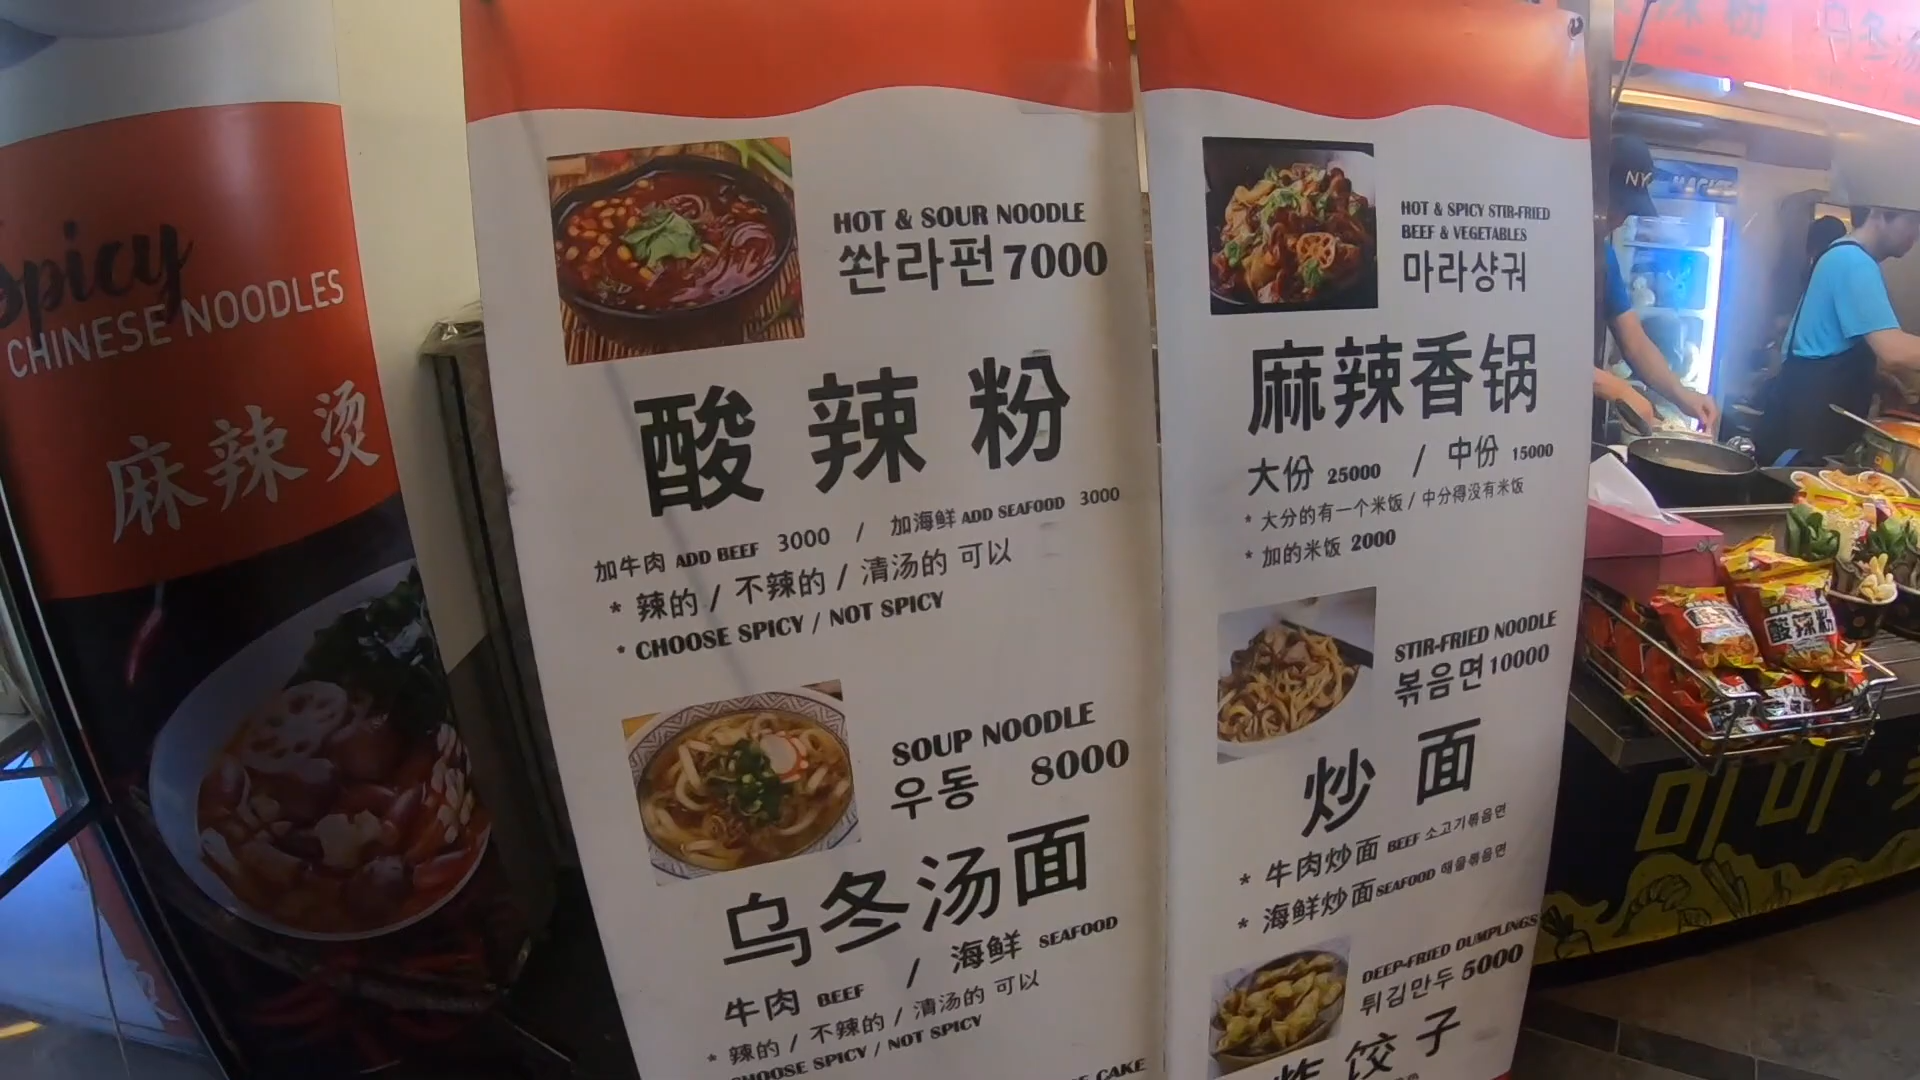 CHINESE NOODLES
麻辣烫
HOT & SOUR NOODLE
쏸라펀 7000
酸辣粉
加牛肉 ADD BEEF 3000 / 加海鲜 ADD SEAFOOD 3000
* 辣的 / 不辣的 / 清汤的 可以
* CHOOSE SPICY / NOT SPICY
SOUP NOODLE
우동 8000
乌冬汤面
牛肉 BEEF / 海鲜 SEAFOOD
* 辣的 / 不辣的 / 清汤的 可以
CHOOSE SPICY / NOT SPICY
CAKE
HOT & SPICY STIR-FRIED
BEEF & VEGETABLES
마라샹궈
麻辣香锅
大份 25000 / 中份 15000
* 大分的有一个米饭 / 中分得没有米饭
* 加的米饭 2000
STIR-FRIED NOODLE
볶음면 10000
炒面
* 牛肉炒面 BEEF 소고기볶음면
* 海鲜炒面 SEAFOOD 해물볶음면
DEEP-FRIED DUMPLINGS
튀김만두 5000
炸饺子
NY
酸辣粉
미미